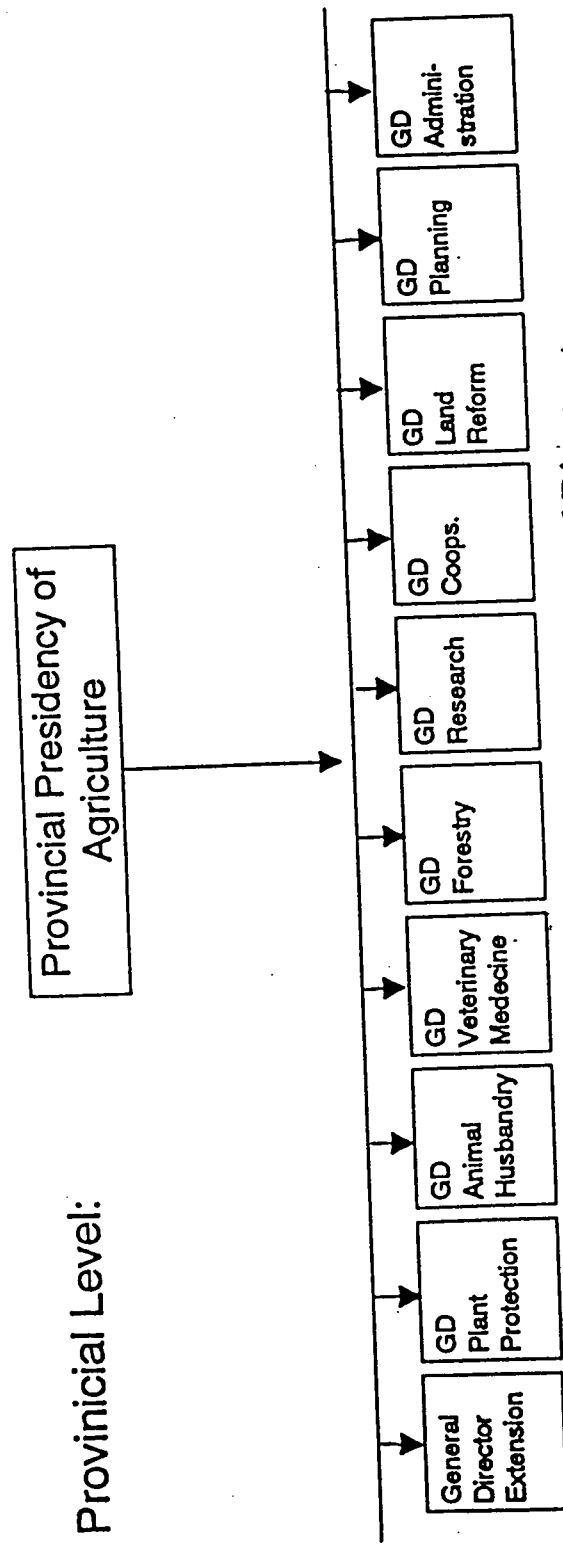 Provinicial Level:
Provincial Presidency of
Agriculture
General
Director
Extension
GD
Plant
Protection
GD
Animal
Husbandry
GD
Veterinary
Medecine
GD
Forestry
GD
Research
GD
Coops.
GD
Land
Reform
GD
Planning
GD
Admini-
stration